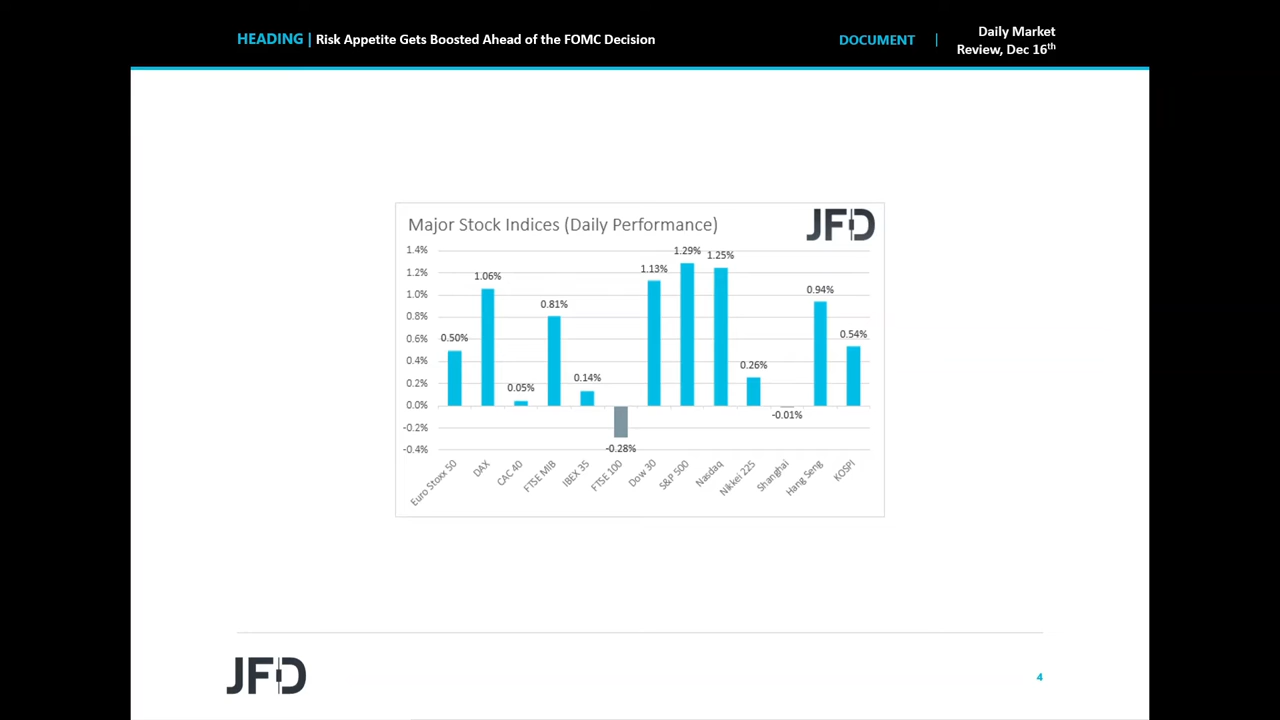 HEADING | Risk Appetite Gets Boosted Ahead of the FOMC Decision
DOCUMENT | Daily Market
Review, Dec 16th
Major Stock Indices (Daily Performance)
JFD
1.4%
1.2%
1.0%
0.8%
0.6%
0.4%
0.2%
0.0%
-0.2%
-0.4%
0.50%
1.06%
0.05%
0.81%
0.14%
-0.28%
1.13%
1.29%
1.25%
0.26%
-0.01%
0.94%
0.54%
Euro Stoxx 50
DAX
CAC 40
FTSE MIB
IBEX 35
FTSE 100
Dow 30
S&P 500
Nasdaq
Nikkei 225
Shanghai
Hang Seng
KOSPI
JFD
4